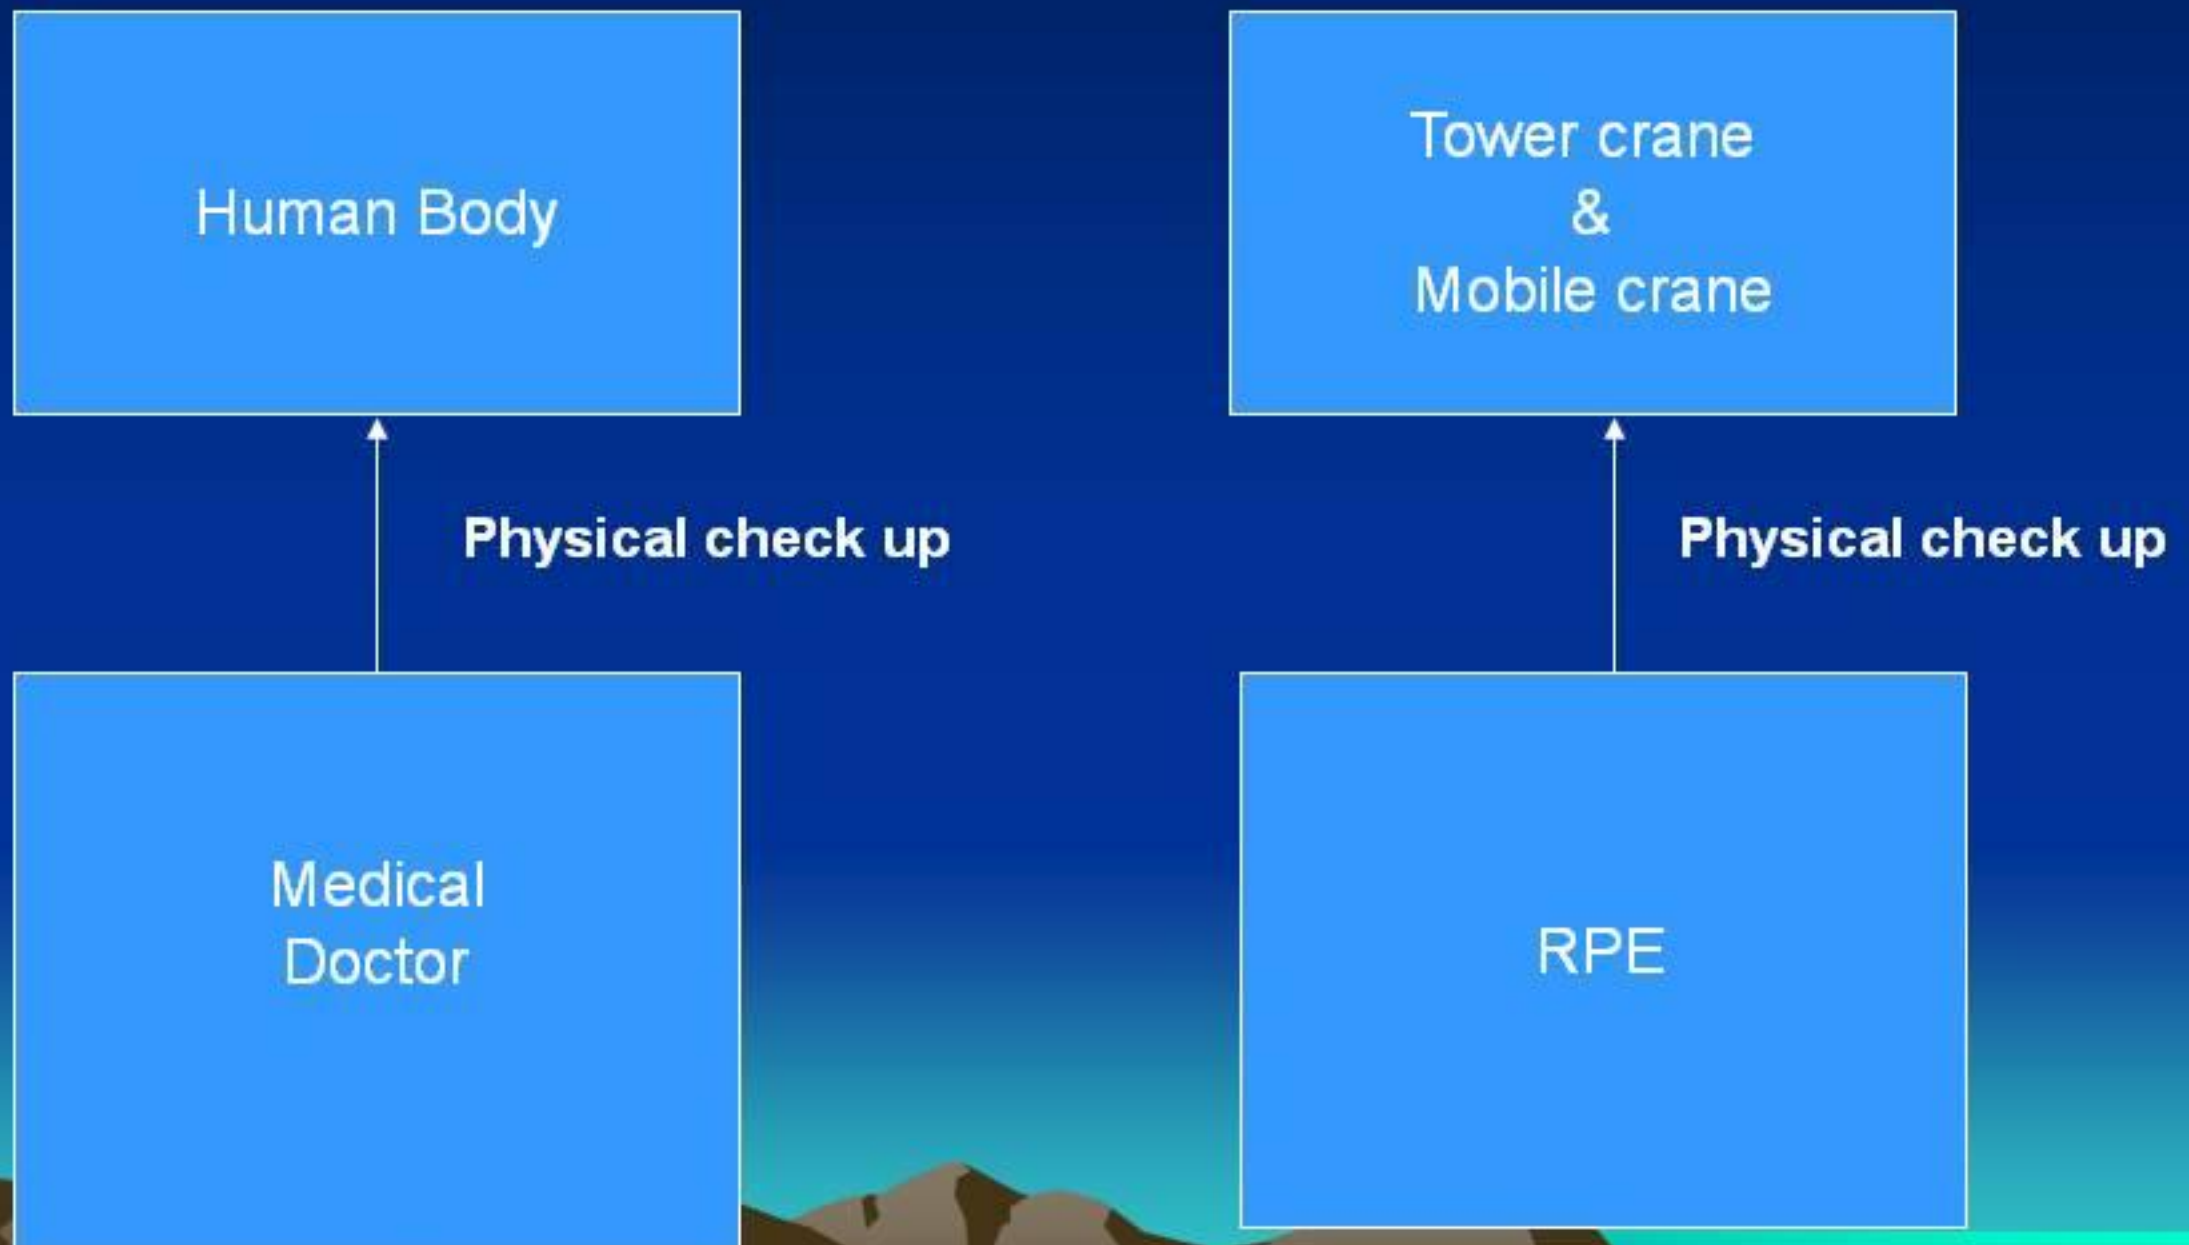 Human Body
Tower crane
&
Mobile crane
Physical check up
Physical check up
Medical
Doctor
RPE